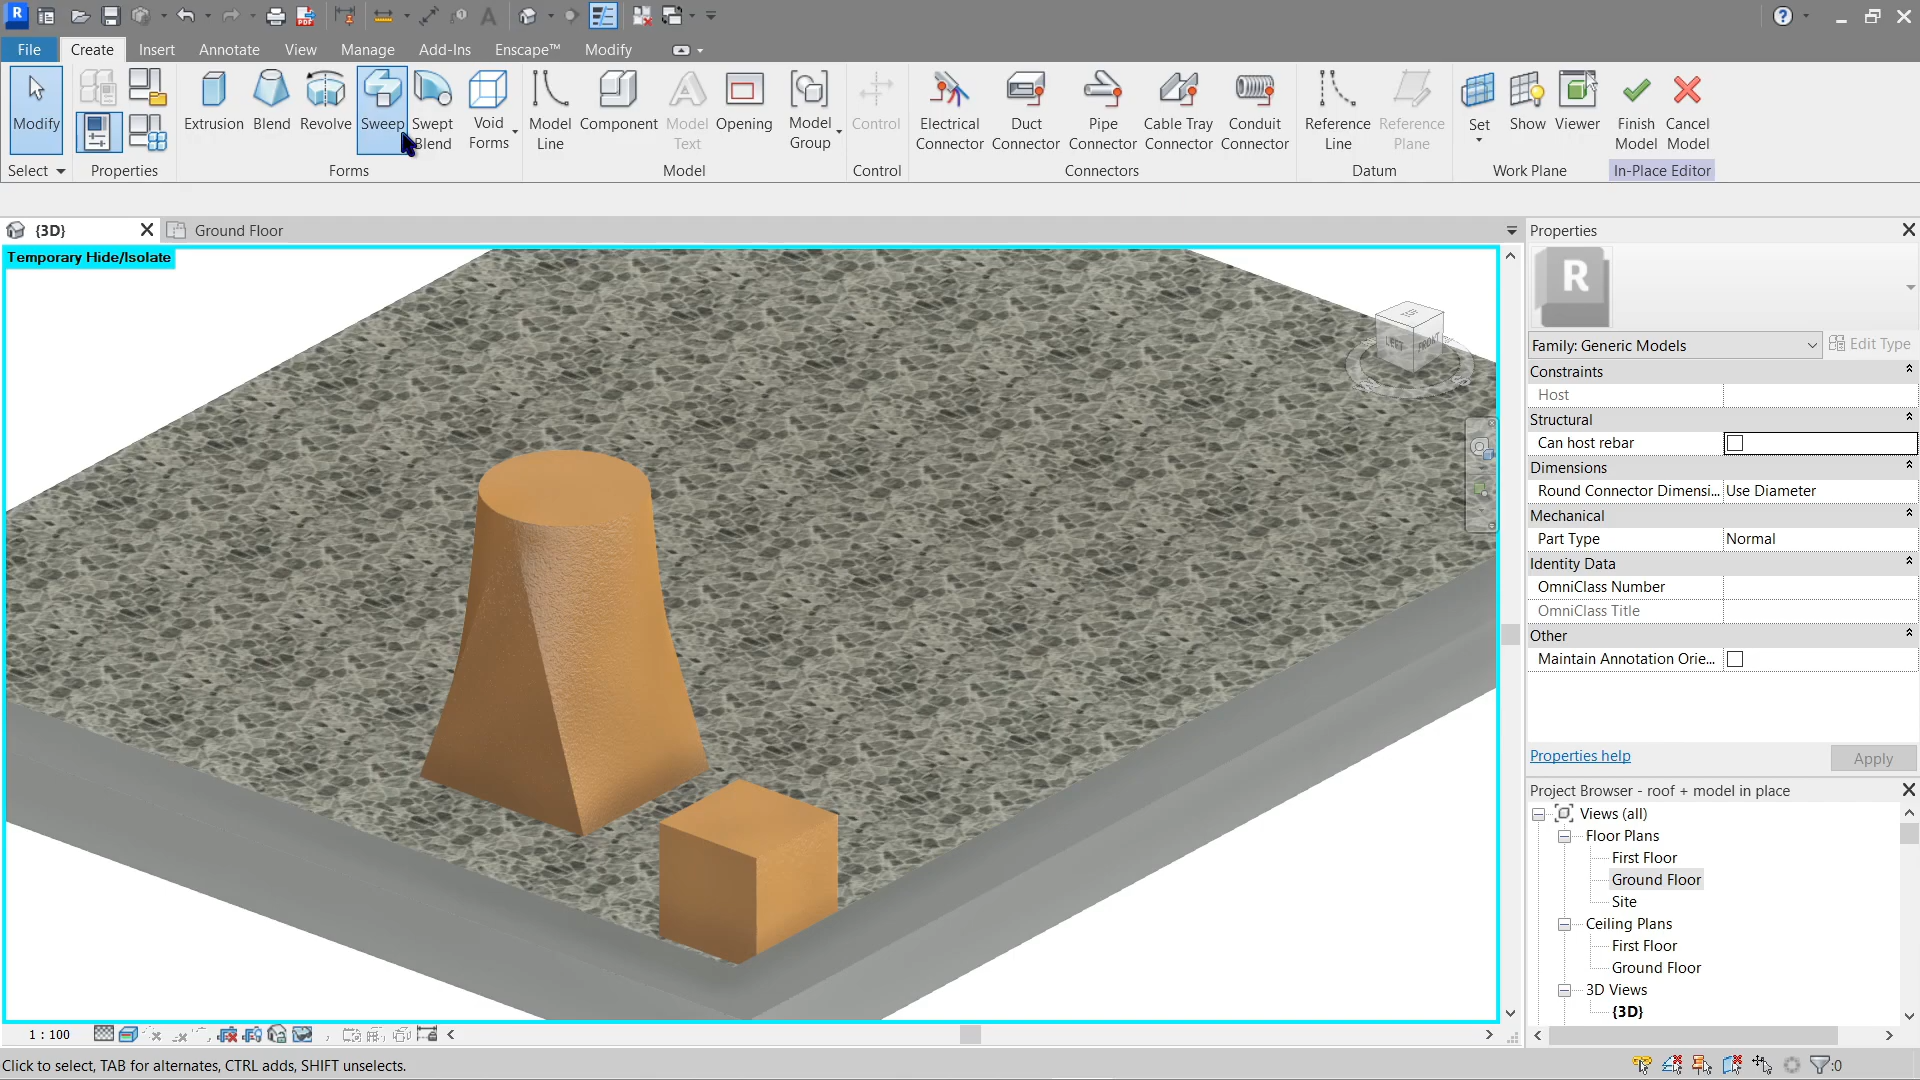 File Create Insert Annotate View Manage Add-Ins Enscape™ Modify
Modify
Extrusion Blend Revolve Sweep Swept Blend Void Forms
Model Line Component Model Text Opening Model Group
Control
Electrical Connector Duct Connector Pipe Connector Cable Tray Connector Conduit Connector
Reference Line Reference Plane
Set Show Viewer
Finish Model Cancel Model
Select Properties Forms Model Control Connectors Datum Work Plane In-Place Editor
{3D} Ground Floor
Temporary Hide/Isolate
TOP
LEFT FRONT
Properties
R
Family: Generic Models Edit Type
Constraints
Host
Structural
Can host rebar
Dimensions
Round Connector Dimensi... Use Diameter
Mechanical
Part Type Normal
Identity Data
OmniClass Number
OmniClass Title
Other
Maintain Annotation Orie...
Properties help Apply
Project Browser - roof + model in place
Views (all)
Floor Plans
First Floor
Ground Floor
Site
Ceiling Plans
First Floor
Ground Floor
3D Views
{3D}
1 : 100
Click to select, TAB for alternates, CTRL adds, SHIFT unselects.
:0